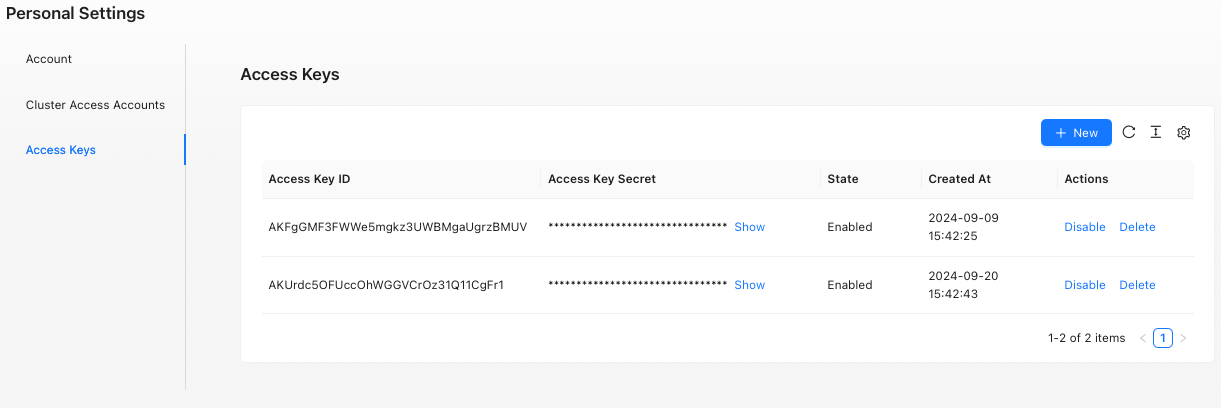 Personal Settings
Account
Cluster Access Accounts
Access Keys
Access Keys
New
Access Key ID Access Key Secret State Created At Actions
AKFgGMF3FWWe5mgkz3UWBMgaUgrzBMUV ******************************** Show Enabled 2024-09-09 15:42:25 Disable Delete
AKUrdc5OFUccOhWGGVCrOz31Q11CgFr1 ******************************** Show Enabled 2024-09-20 15:42:43 Disable Delete
1-2 of 2 items 1